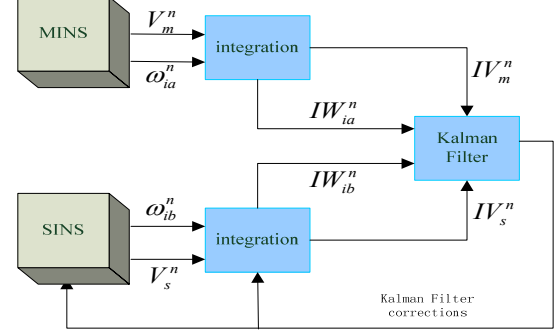 MINS
V_m^n
ω_ia^n
integration
IV_m^n
IW_ia^n
Kalman
Filter
IW_ib^n
SINS
ω_ib^n
V_s^n
integration
IV_s^n
Kalman Filter
corrections